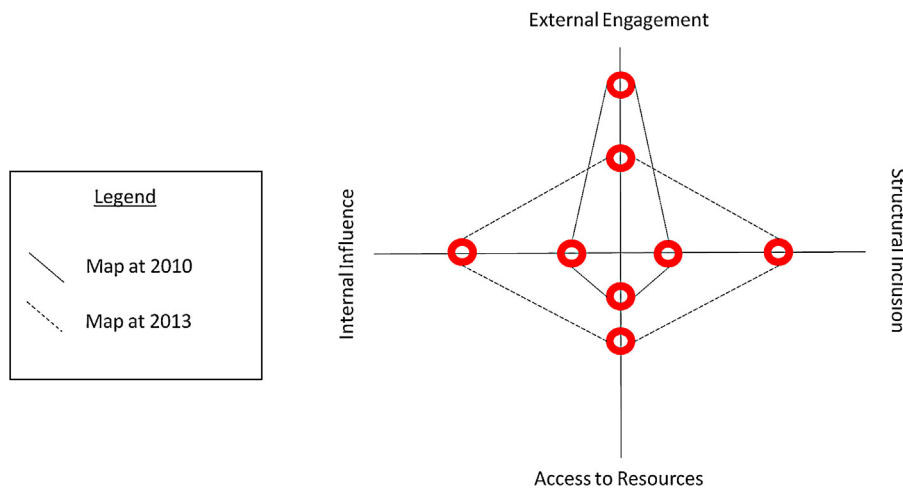 External Engagement
Legend
Map at 2010
Map at 2013
Internal Influence
Structural Inclusion
Access to Resources